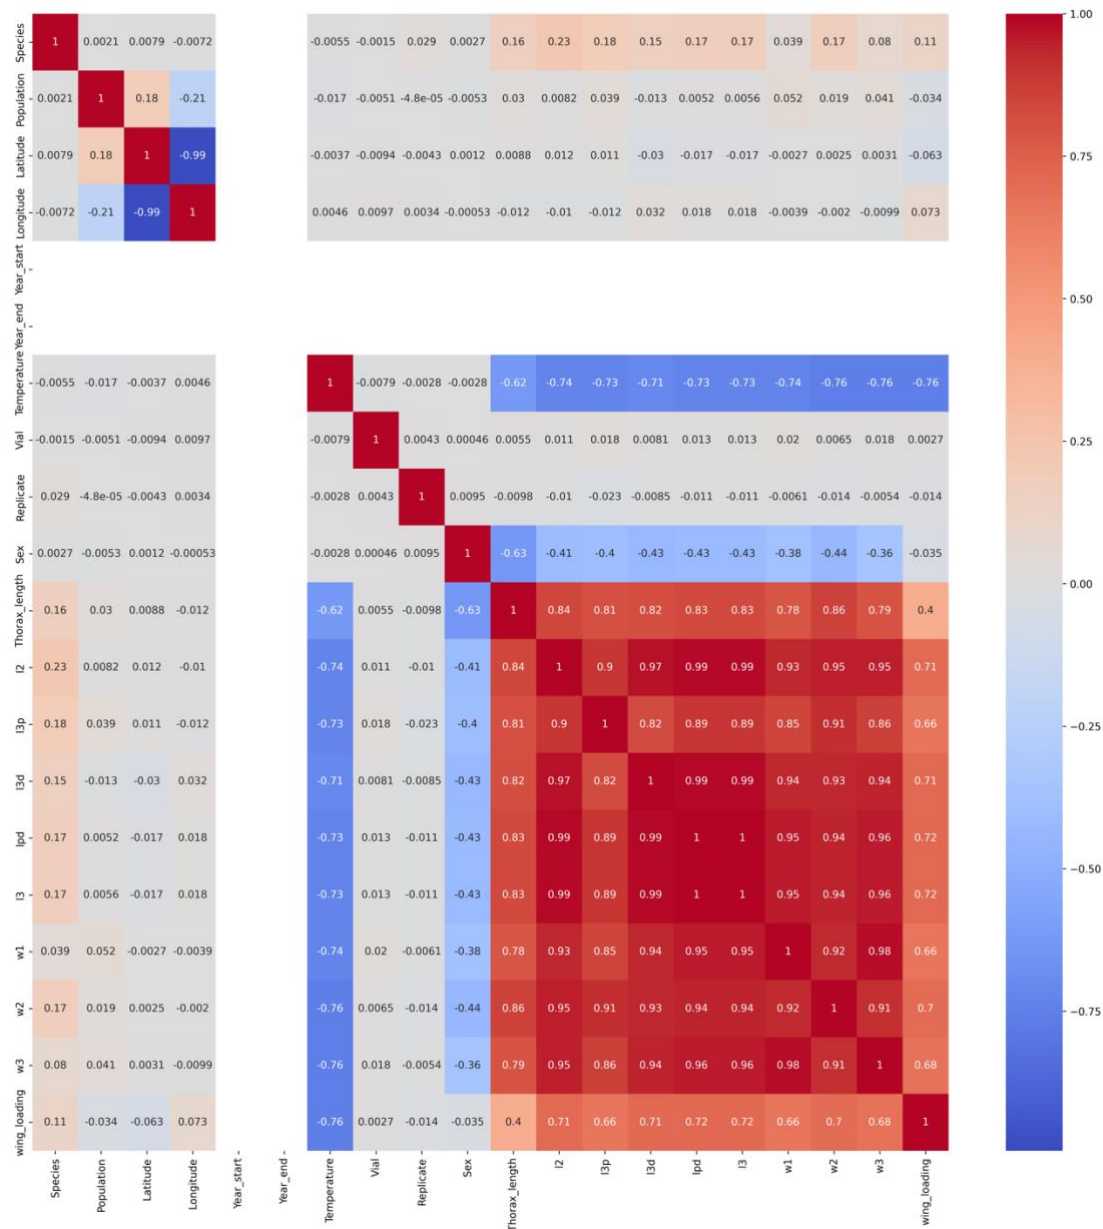 Species 1 0.0021 0.0079 -0.0072 -0.0055 -0.0015 0.029 0.0027 0.16 0.23 0.18 0.15 0.17 0.17 0.039 0.17 0.08 0.11
Population 0.0021 1 0.18 -0.21 -0.017 -0.0051 -4.8e-05 -0.0053 0.03 0.0082 0.039 -0.013 0.0052 0.0056 0.052 0.019 0.041 -0.034
Latitude 0.0079 0.18 1 -0.99 -0.0037 -0.0094 -0.0043 0.0012 0.0088 0.012 0.011 -0.03 -0.017 -0.017 -0.0027 0.0025 0.0031 -0.063
Longitude -0.0072 -0.21 -0.99 1 0.0046 0.0097 0.0034 -0.00053 -0.012 -0.01 -0.012 0.032 0.018 0.018 -0.0039 -0.002 -0.0099 0.073
Year_start
Year_end
Temperature -0.0055 -0.017 -0.0037 0.0046 1 -0.0079 -0.0028 -0.0028 -0.62 -0.74 -0.73 -0.71 -0.73 -0.73 -0.74 -0.76 -0.76 -0.76
Vial -0.0015 -0.0051 -0.0094 0.0097 -0.0079 1 0.0043 0.00046 0.0055 0.011 0.018 0.0081 0.013 0.013 0.02 0.0065 0.018 0.0027
Replicate 0.029 -4.8e-05 -0.0043 0.0034 -0.0028 0.0043 1 0.0095 -0.0098 -0.01 -0.023 -0.0085 -0.011 -0.011 -0.0061 -0.014 -0.0054 -0.014
Sex 0.0027 -0.0053 0.0012 -0.00053 -0.0028 0.00046 0.0095 1 -0.63 -0.41 -0.4 -0.43 -0.43 -0.43 -0.38 -0.44 -0.36 -0.035
Thorax_length 0.16 0.03 0.0088 -0.012 -0.62 0.0055 -0.0098 -0.63 1 0.84 0.81 0.82 0.83 0.83 0.78 0.86 0.79 0.4
l2 0.23 0.0082 0.012 -0.01 -0.74 0.011 -0.01 -0.41 0.84 1 0.9 0.97 0.99 0.99 0.93 0.95 0.95 0.71
l3p 0.18 0.039 0.011 -0.012 -0.73 0.018 -0.023 -0.4 0.81 0.9 1 0.82 0.89 0.89 0.85 0.91 0.86 0.66
l3d 0.15 -0.013 -0.03 0.032 -0.71 0.0081 -0.0085 -0.43 0.82 0.97 0.82 1 0.99 0.99 0.94 0.93 0.94 0.71
lpd 0.17 0.0052 -0.017 0.018 -0.73 0.013 -0.011 -0.43 0.83 0.99 0.89 0.99 1 1 0.95 0.94 0.96 0.72
l3 0.17 0.0056 -0.017 0.018 -0.73 0.013 -0.011 -0.43 0.83 0.99 0.89 0.99 1 1 0.95 0.94 0.96 0.72
w1 0.039 0.052 -0.0027 -0.0039 -0.74 0.02 -0.0061 -0.38 0.78 0.93 0.85 0.94 0.95 0.95 1 0.92 0.98 0.66
w2 0.17 0.019 0.0025 -0.002 -0.76 0.0065 -0.014 -0.44 0.86 0.95 0.91 0.93 0.94 0.94 0.92 1 0.91 0.7
w3 0.08 0.041 0.0031 -0.0099 -0.76 0.018 -0.0054 -0.36 0.79 0.95 0.86 0.94 0.96 0.96 0.98 0.91 1 0.68
wing_loading 0.11 -0.034 -0.063 0.073 -0.76 0.0027 -0.014 -0.035 0.4 0.71 0.66 0.71 0.72 0.72 0.66 0.7 0.68 1
Species Population Latitude Longitude Year_start Year_end Temperature Vial Replicate Sex Thorax_length l2 l3p l3d lpd l3 w1 w2 w3 wing_loading
1.00
0.75
0.50
0.25
0.00
−0.25
−0.50
−0.75